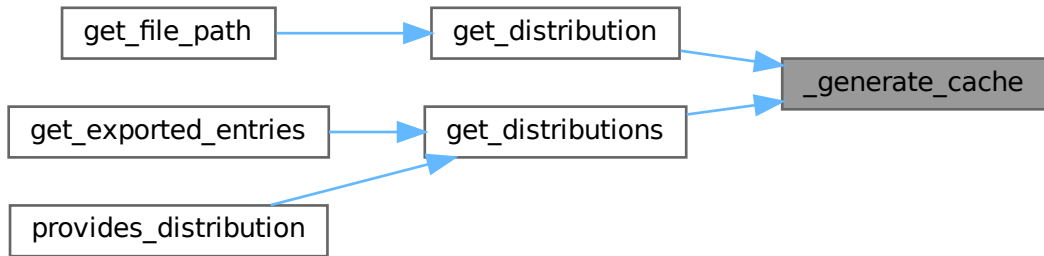 get_file_path
get_distribution
_generate_cache
get_exported_entries
get_distributions
provides_distribution